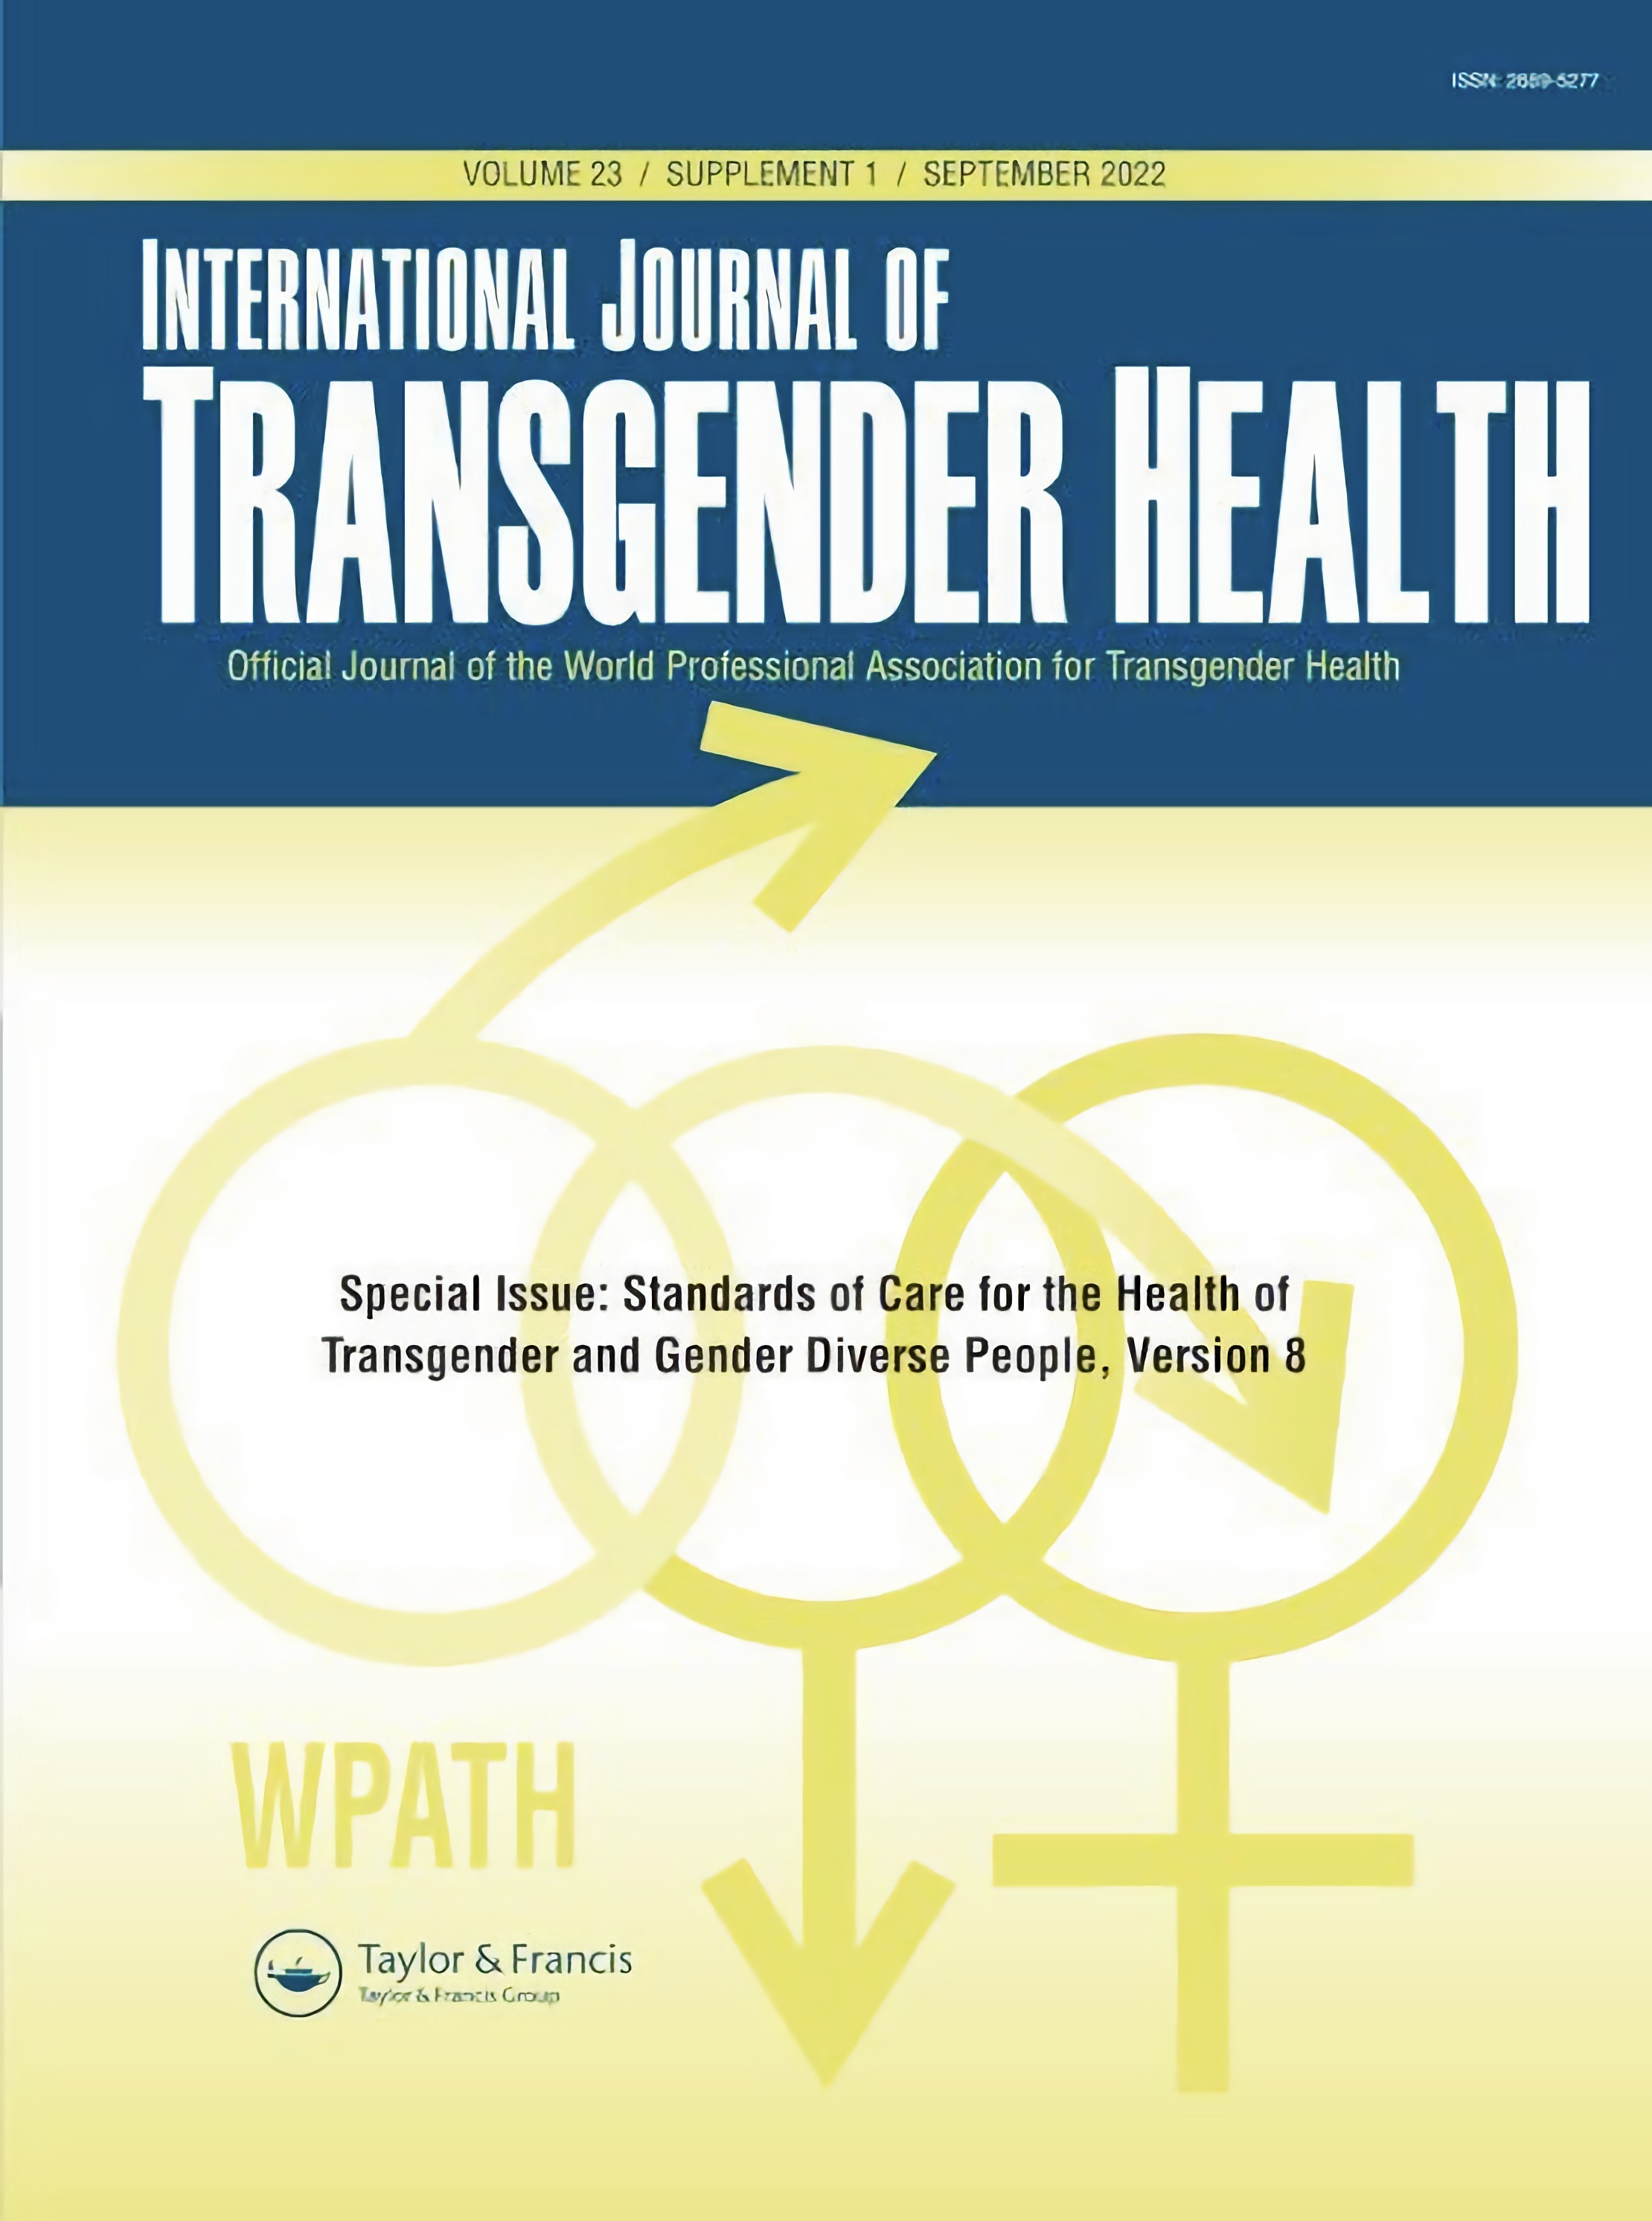 ISSN: 2689-5277
VOLUME 23 / SUPPLEMENT 1 / SEPTEMBER 2022
INTERNATIONAL JOURNAL OF
TRANSGENDER HEALTH
Official Journal of the World Professional Association for Transgender Health
Special Issue: Standards of Care for the Health of
Transgender and Gender Diverse People, Version 8
WPATH
Taylor & Francis
Taylor & Francis Group